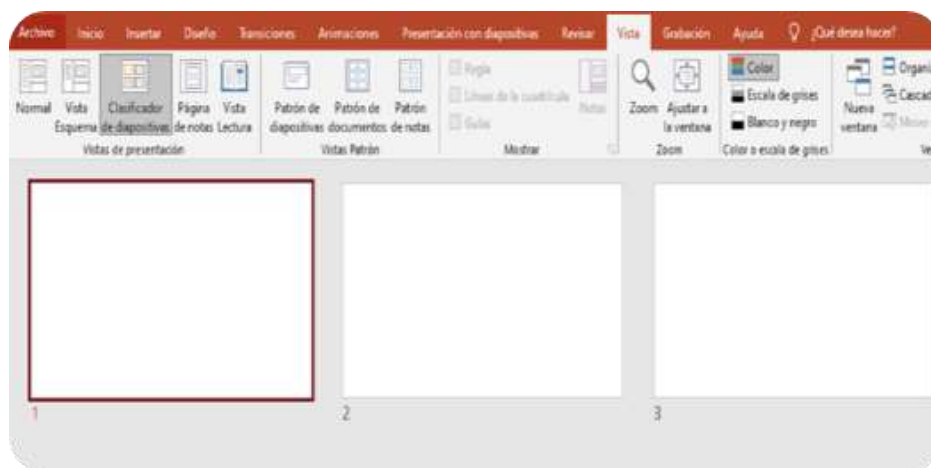 Archivo Inicio Insertar Diseño Transiciones Animaciones Presentación con diapositivas Revisar Vista Grabación Ayuda ¿Qué desea hacer?
Normal
Vista Esquema
Clasificador de diapositivas
Página de notas
Vista Lectura
Vistas de presentación
Patrón de diapositivas
Patrón de documentos
Patrón de notas
Vistas Patrón
Regla
Líneas de la cuadrícula
Guías
Notas
Mostrar
Zoom
Ajustar a la ventana
Zoom
Color
Escala de grises
Blanco y negro
Color o escala de grises
Nueva ventana
Organi
Cascad
Mover
Ve
1
2
3